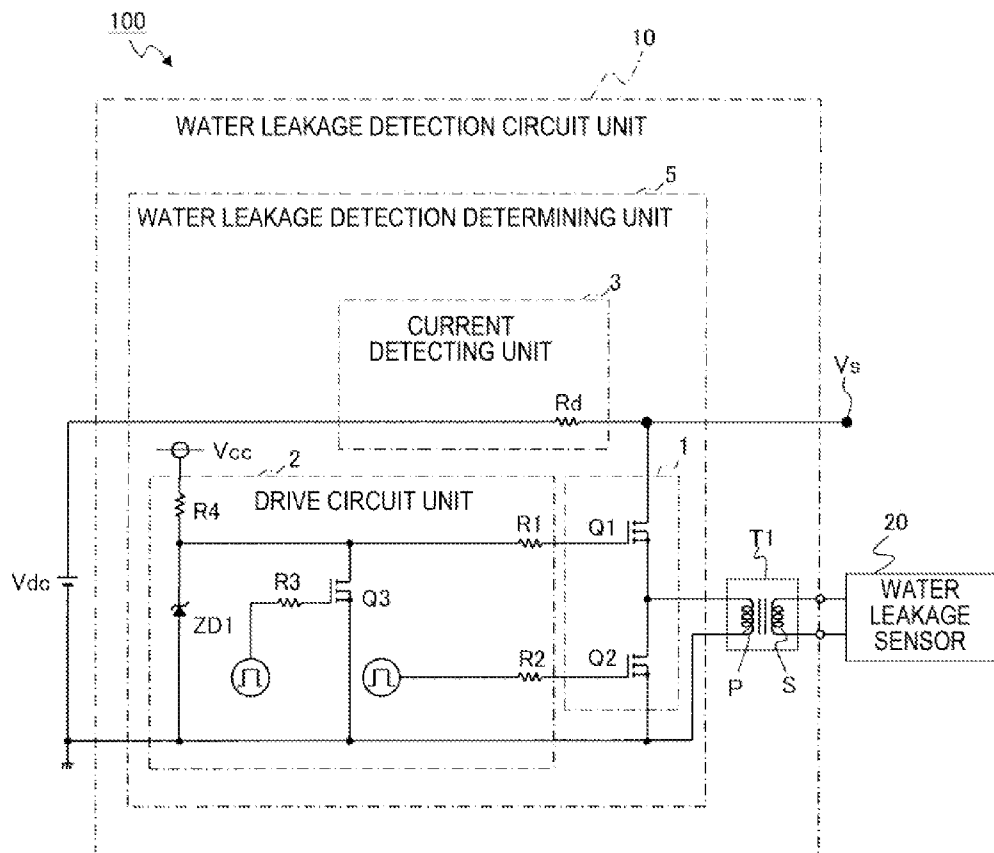 100
10
WATER LEAKAGE DETECTION CIRCUIT UNIT
5
WATER LEAKAGE DETECTION DETERMINING UNIT
3
CURRENT
DETECTING UNIT
Vs
Rd
1
Vcc
2
DRIVE CIRCUIT UNIT
R4
R1
Q1
T1
20
Vdc
R3
Q3
WATER
LEAKAGE
SENSOR
ZD1
R2
Q2
P
S